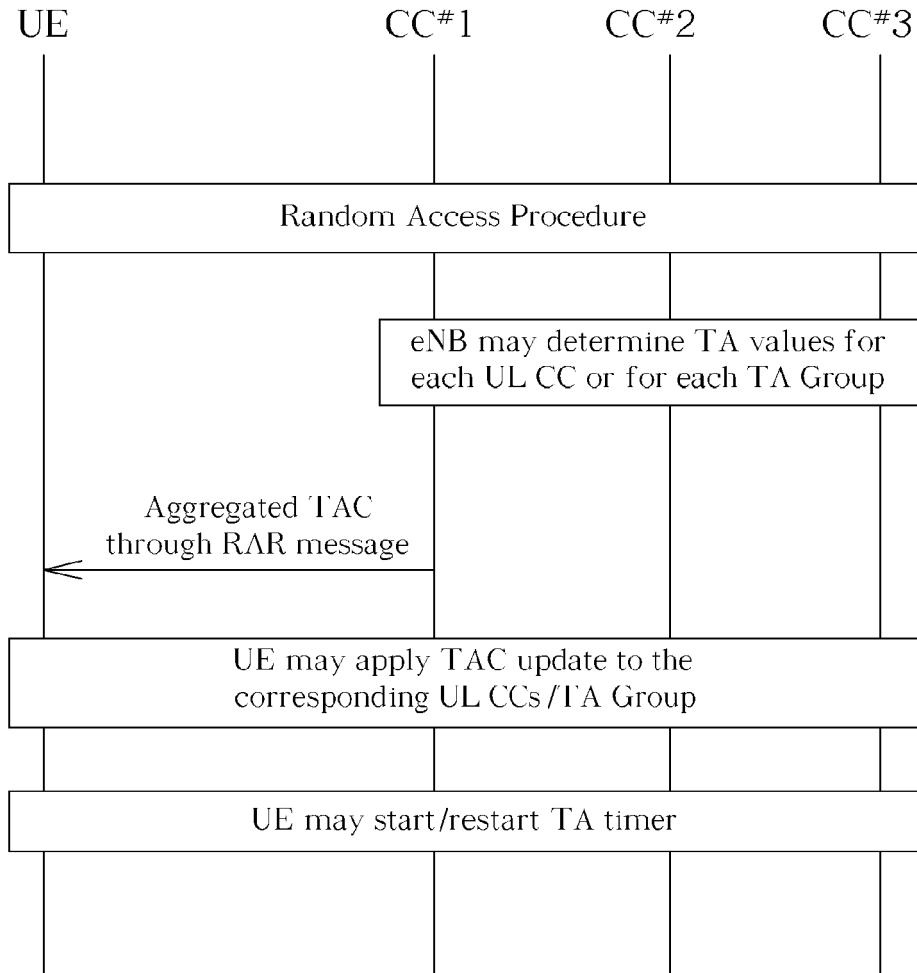 UE CC#1 CC#2 CC#3
Random Access Procedure
eNB may determine TA values for
each UL CC or for each TA Group
Aggregated TAC
through RAR message
UE may apply TAC update to the
corresponding UL CCs/TA Group
UE may start/restart TA timer